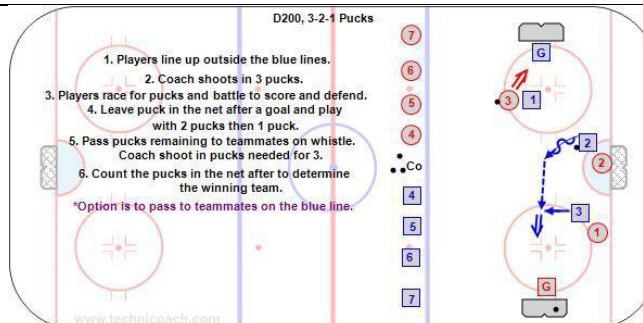 D200, 3-2-1 Pucks
1. Players line up outside the blue lines.
2. Coach shoots in 3 pucks.
3. Players race for pucks and battle to score and defend.
4. Leave puck in the net after a goal and play
with 2 pucks then 1 puck.
5. Pass pucks remaining to teammates on whistle.
Coach shoot in pucks needed for 3.
6. Count the pucks in the net after to determine
the winning team.
*Option is to pass to teammates on the blue line.
7
6
5
4
Co
4
5
6
7
G
3
1
2
2
3
1
G
www.technicoach.com